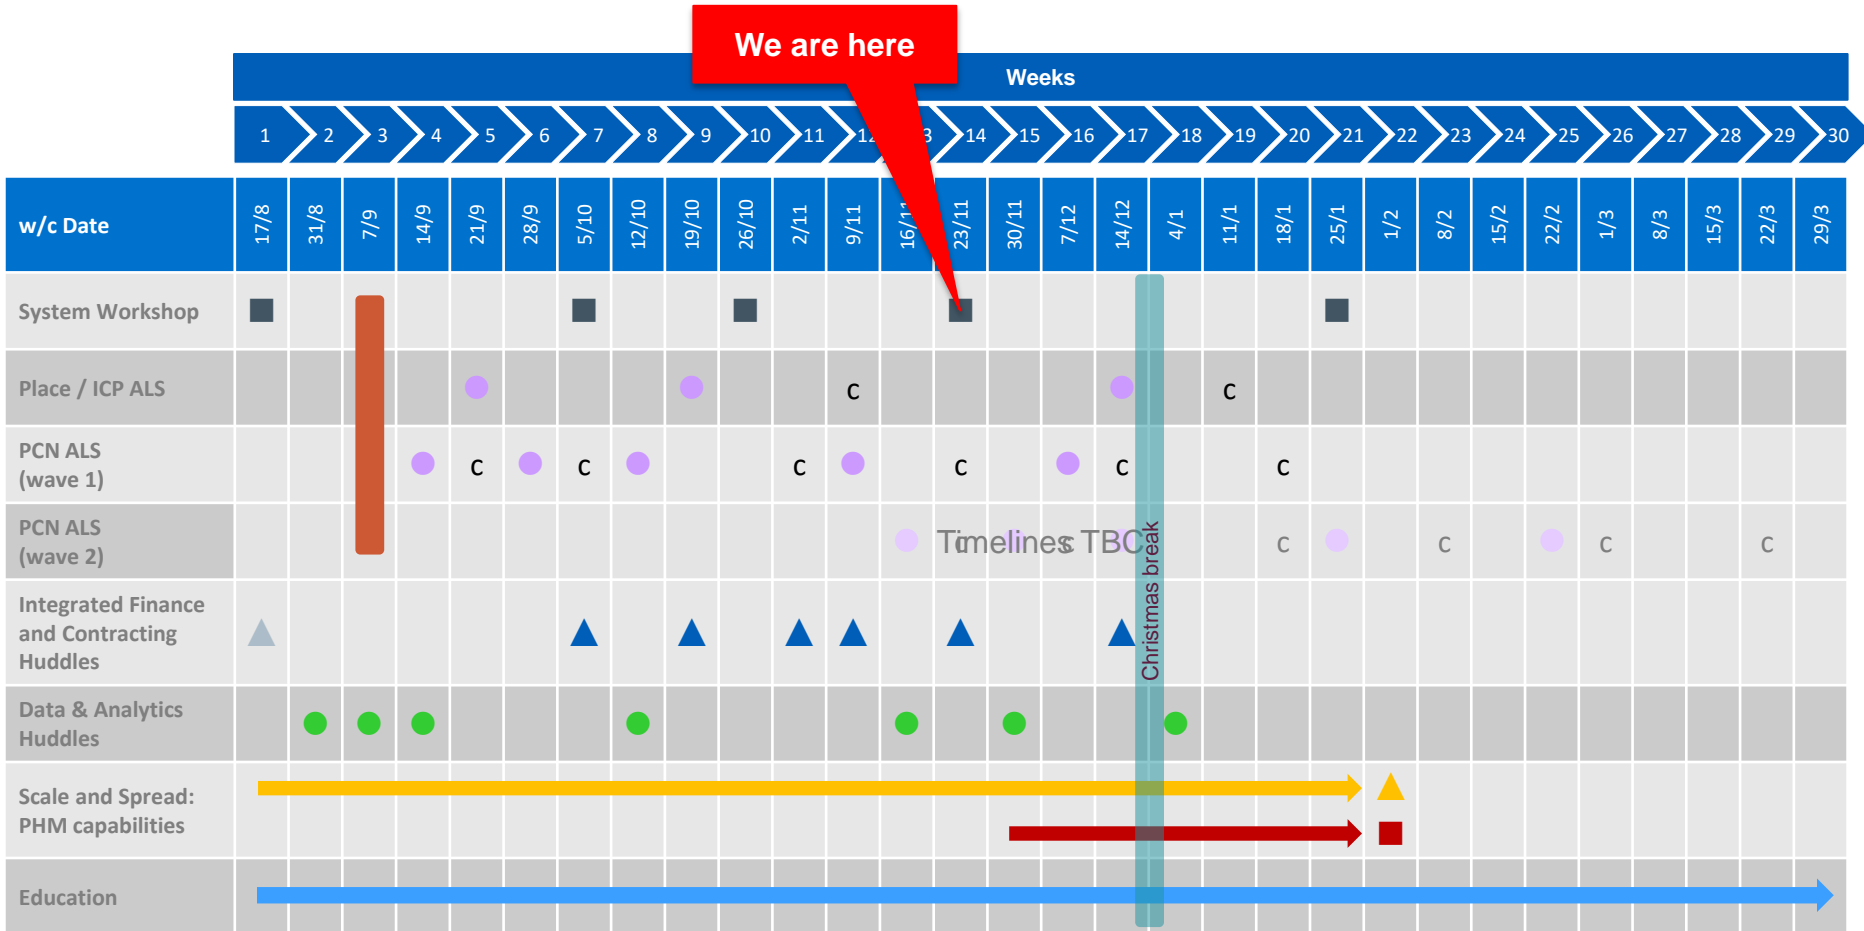 We are here
Weeks
1 2 3 4 5 6 7 8 9 10 11 12 3 14 15 16 17 18 19 20 21 22 23 24 25 26 27 28 29 30
w/c Date 17/8 31/8 7/9 14/9 21/9 28/9 5/10 12/10 19/10 26/10 2/11 9/11 16/11 23/11 30/11 7/12 14/12 4/1 11/1 18/1 25/1 1/2 8/2 15/2 22/2 1/3 8/3 15/3 22/3 29/3
System Workshop
Place / ICP ALS
c c
PCN ALS
(wave 1)
c c c c c c
PCN ALS
(wave 2)
Timelines TBC
c c c c c c
Christmas break
Integrated Finance
and Contracting
Huddles
Data & Analytics
Huddles
Scale and Spread:
PHM capabilities
Education